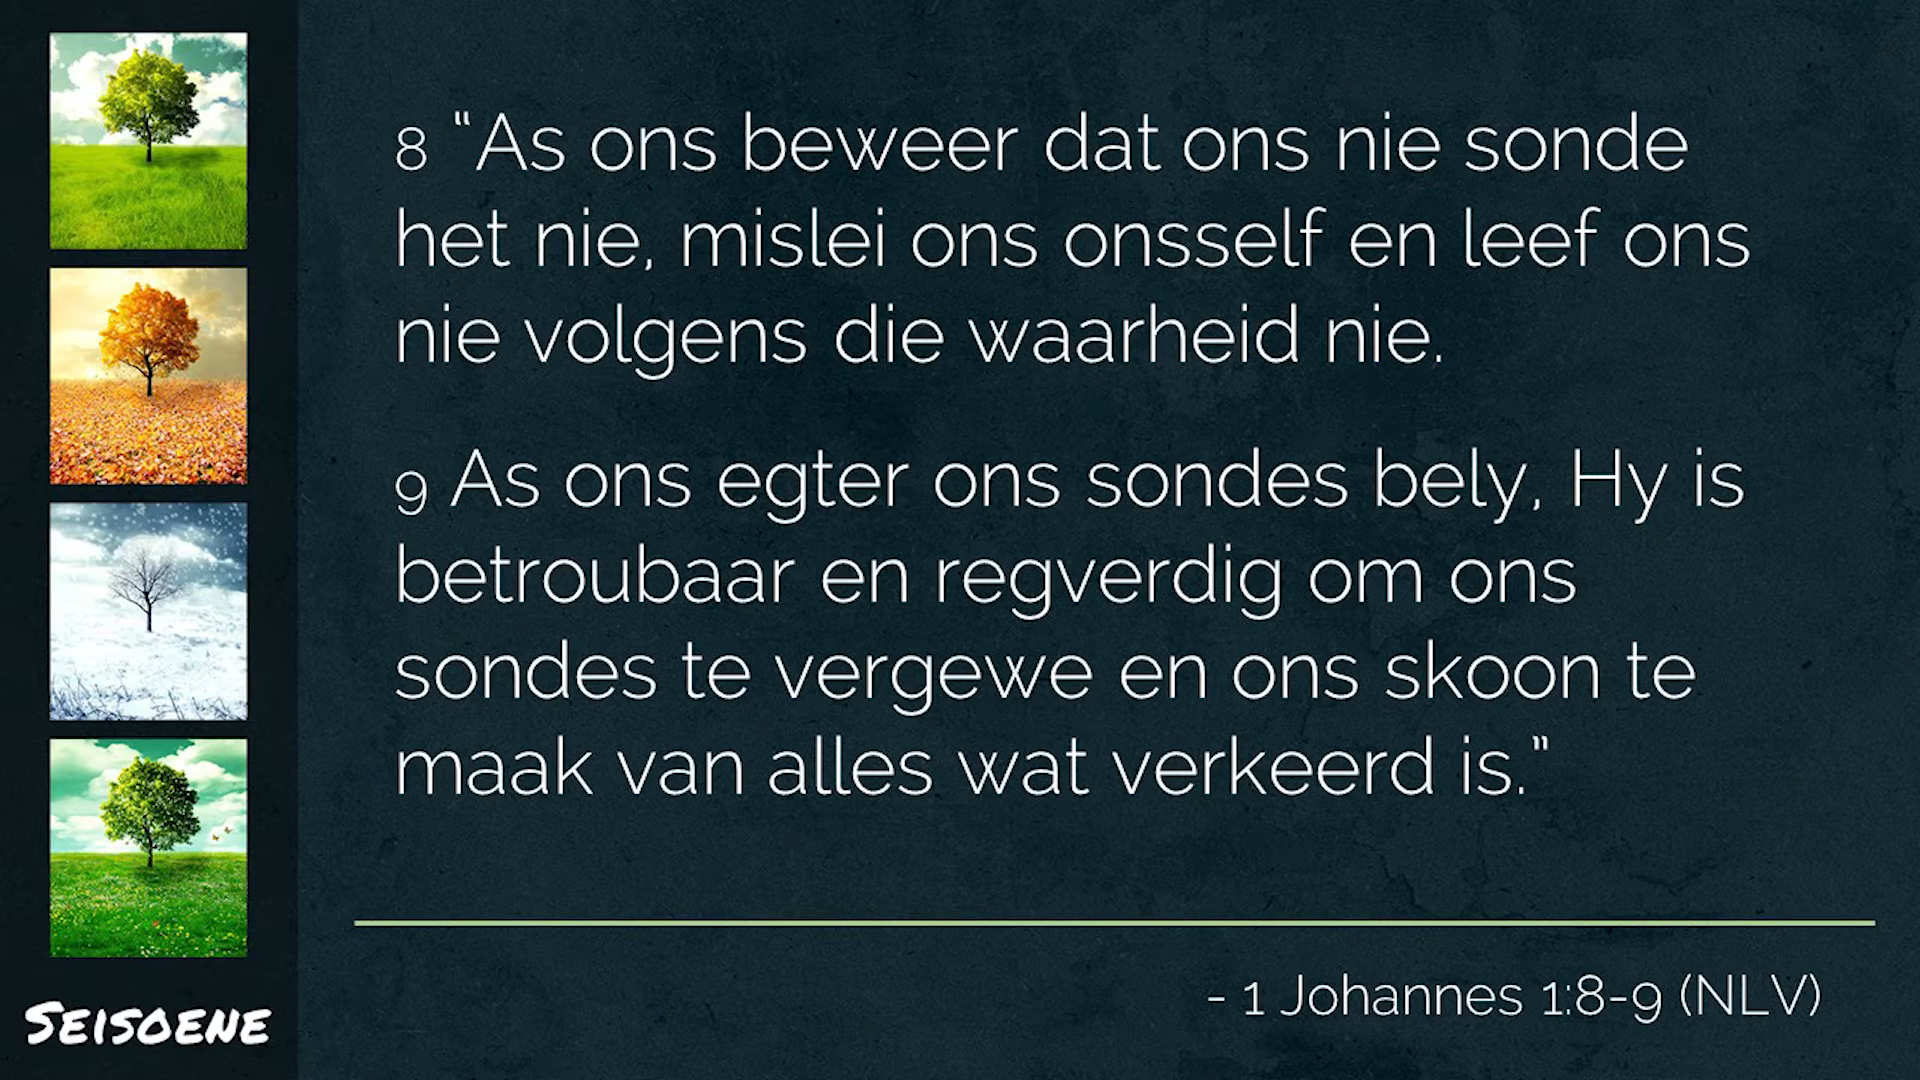 8 “As ons beweer dat ons nie sonde
het nie, mislei ons onsself en leef ons
nie volgens die waarheid nie.
9 As ons egter ons sondes bely, Hy is
betroubaar en regverdig om ons
sondes te vergewe en ons skoon te
maak van alles wat verkeerd is.”
- 1 Johannes 1:8-9 (NLV)
SEISOENE